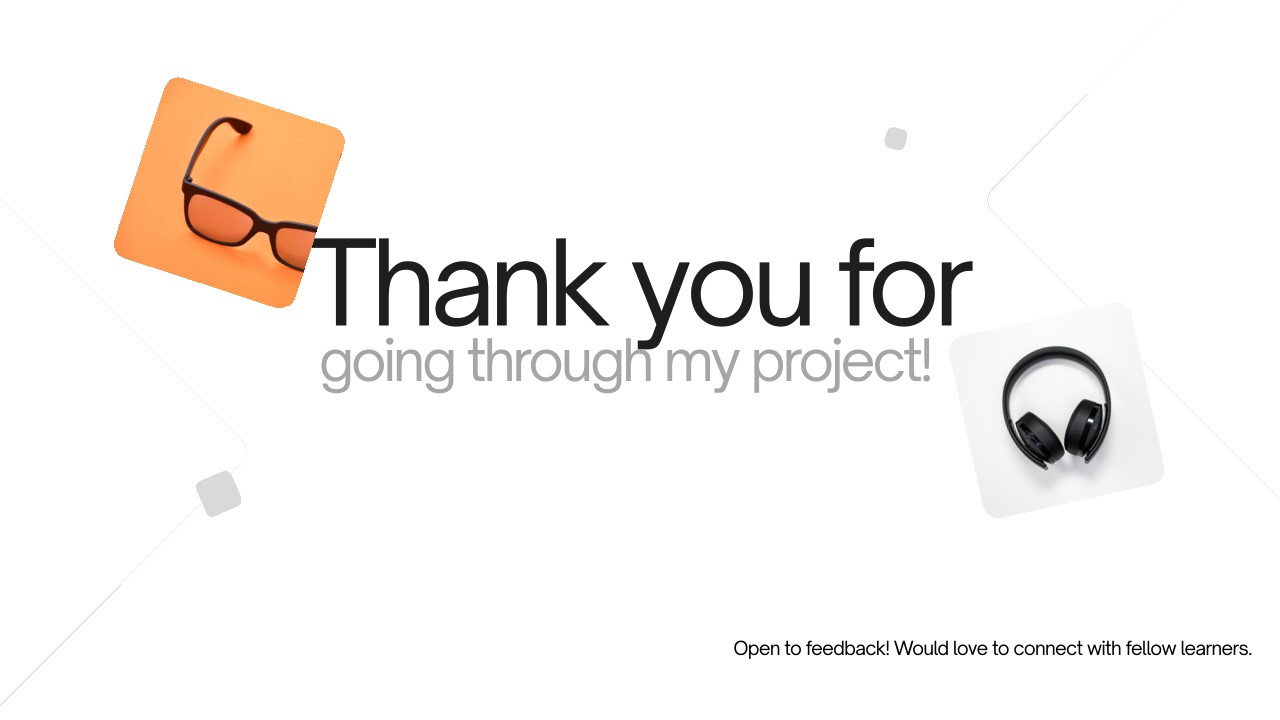 Thank you for
going through my project!
Open to feedback! Would love to connect with fellow learners.